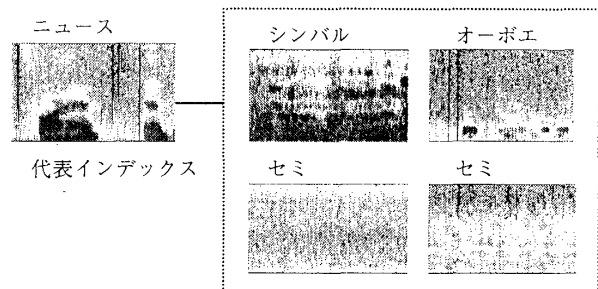 ニュース
シンバル
オーボエ
代表インデックス
セミ
セミ